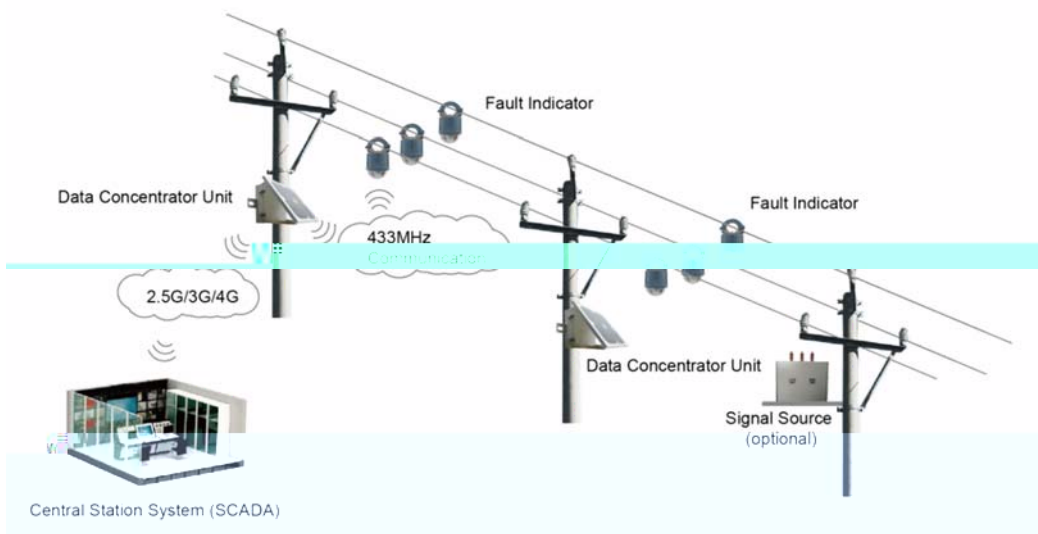 Fault Indicator
Data Concentrator Unit
Fault Indicator
433MHz
Communication
2.5G/3G/4G
Data Concentrator Unit
Signal Source
(optional)
Central Station System (SCADA)